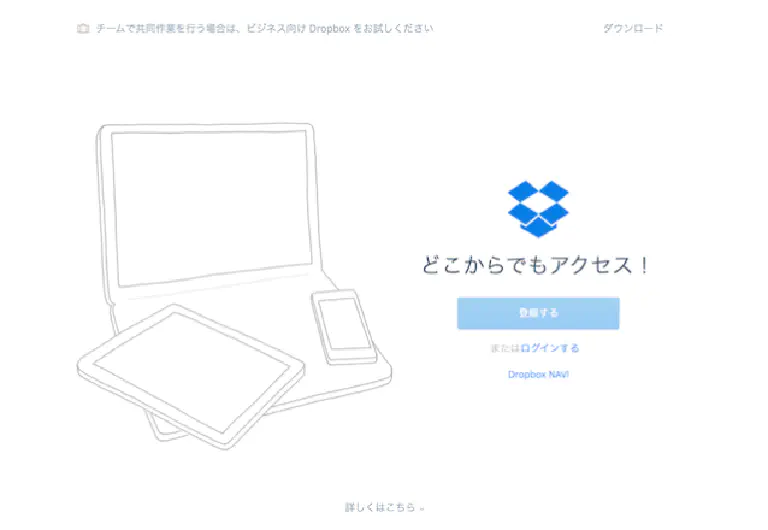 チームで共同作業を行う場合は、ビジネス向け Dropbox をお試しください
ダウンロード
どこからでもアクセス！
登録する
またはログインする
Dropbox NAVI
詳しくはこちら